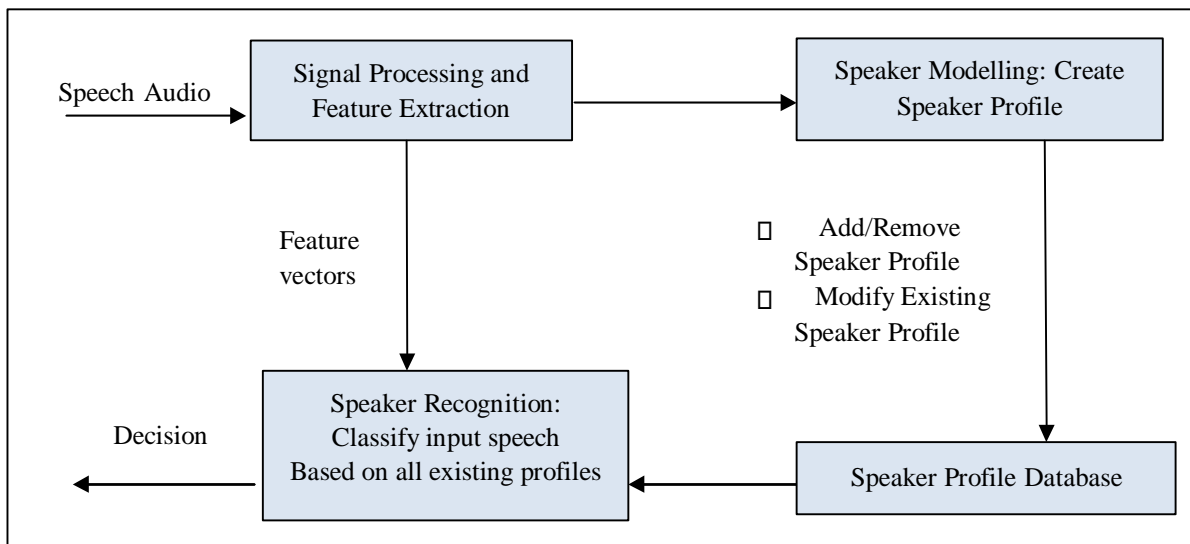 Speech Audio
Signal Processing and
Feature Extraction
Speaker Modelling: Create
Speaker Profile
Feature
vectors
Add/Remove
Speaker Profile
Modify Existing
Speaker Profile
Decision
Speaker Recognition:
Classify input speech
Based on all existing profiles
Speaker Profile Database